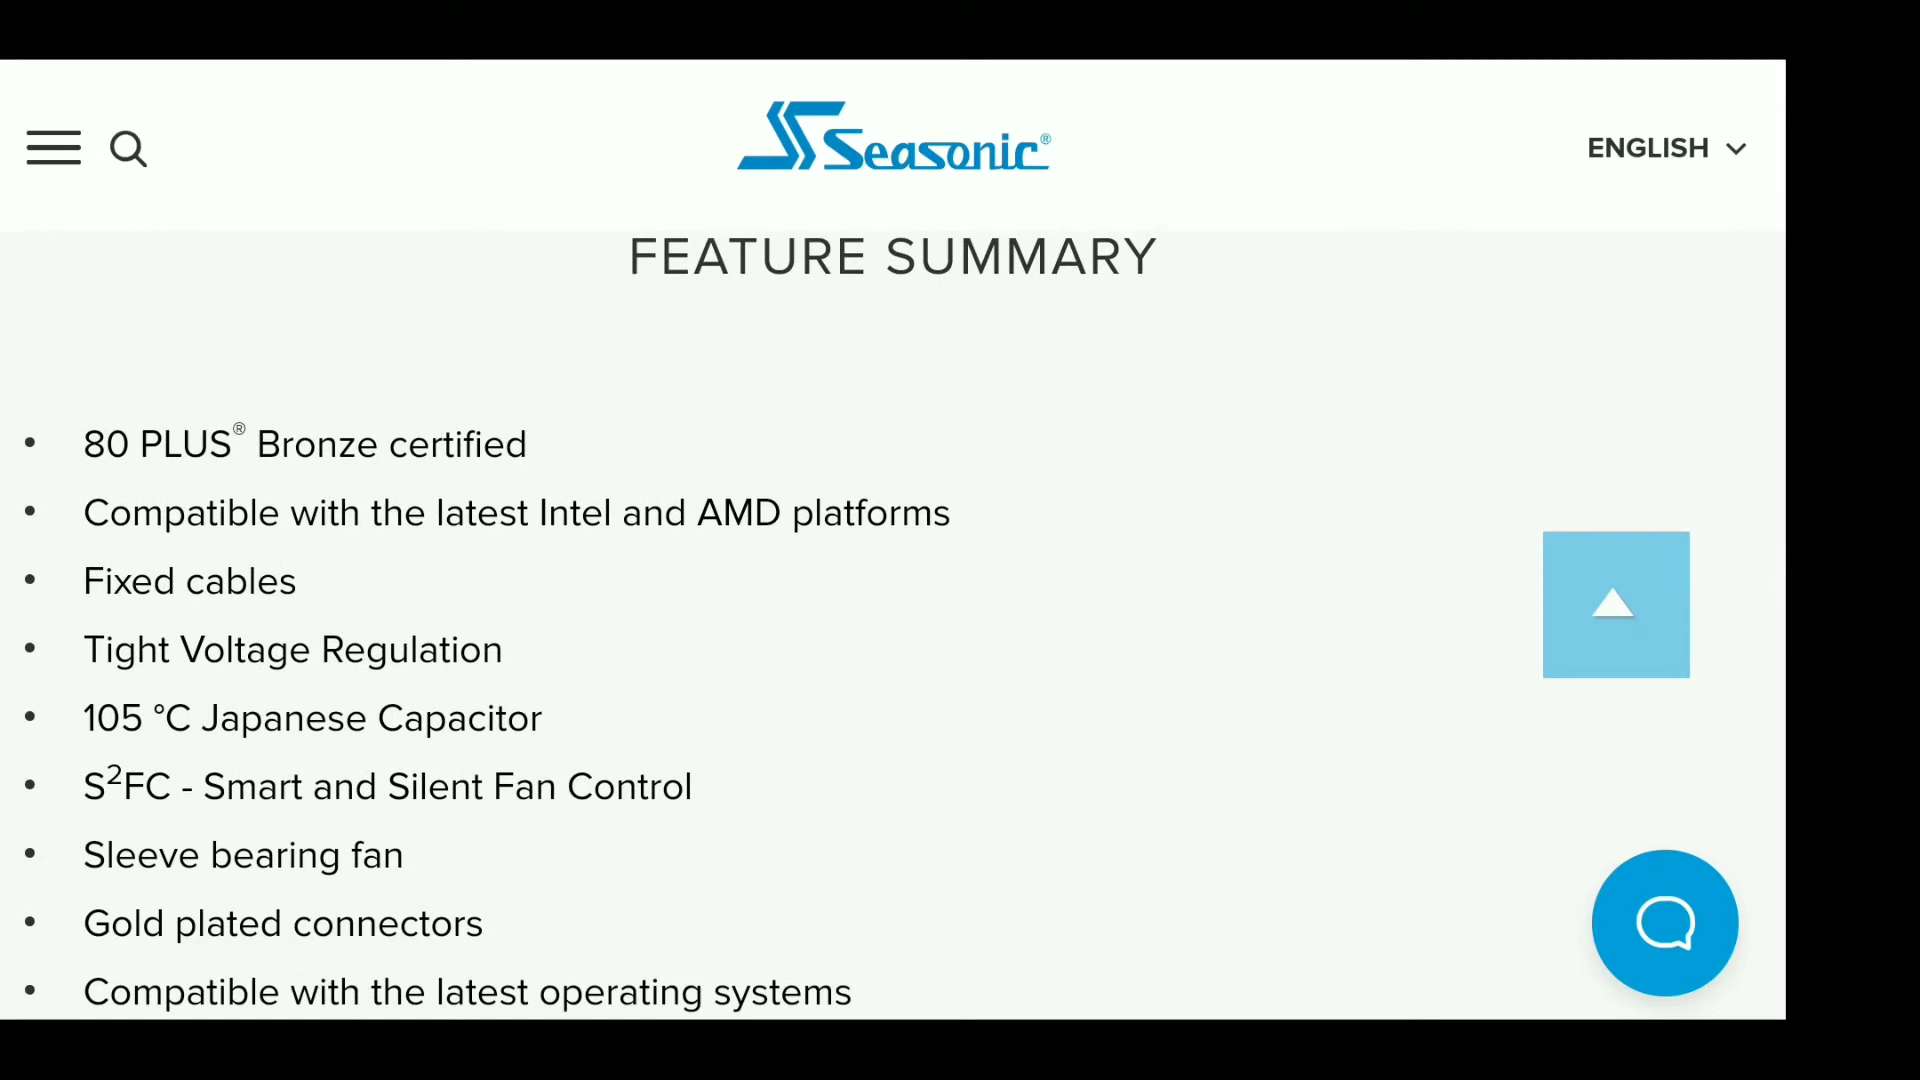 Seasonic®
ENGLISH
FEATURE SUMMARY
• 80 PLUS® Bronze certified
• Compatible with the latest Intel and AMD platforms
• Fixed cables
• Tight Voltage Regulation
• 105 °C Japanese Capacitor
• S²FC - Smart and Silent Fan Control
• Sleeve bearing fan
• Gold plated connectors
• Compatible with the latest operating systems